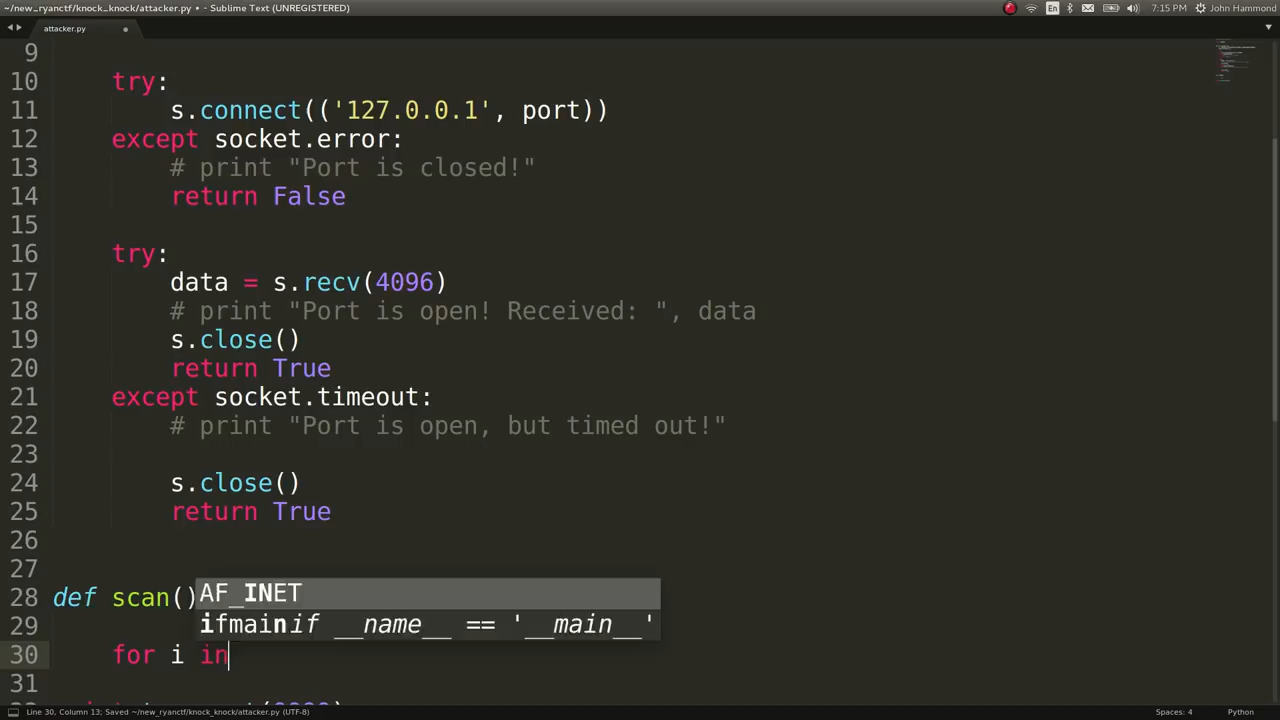 ~/new_ryanctf/knock_knock/attacker.py • - Sublime Text (UNREGISTERED)
En 7:15 PM John Hammond
attacker.py
9
10 try:
11 s.connect(('127.0.0.1', port))
12 except socket.error:
13 # print "Port is closed!"
14 return False
15
16 try:
17 data = s.recv(4096)
18 # print "Port is open! Received: ", data
19 s.close()
20 return True
21 except socket.timeout:
22 # print "Port is open, but timed out!"
23
24 s.close()
25 return True
26
27
28 def scan()
AF_INET
29
ifmainif __name__ == '__main__'
30 for i in
31
Line 30, Column 13; Saved ~/new_ryanctf/knock_knock/attacker.py (UTF-8) Spaces: 4 Python